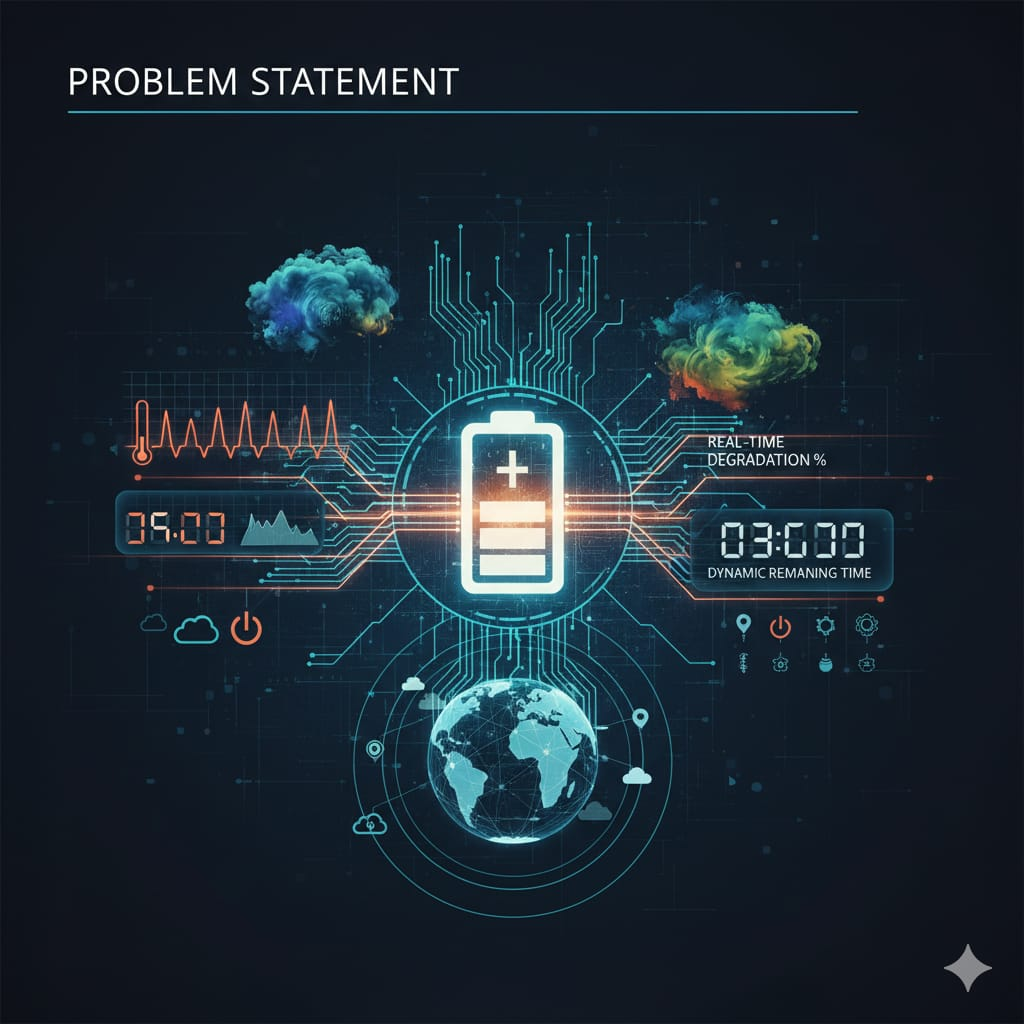 PROBLEM STATEMENT
REAL-TIME
DEGRADATION %
DYNAMIC REMANING TIME